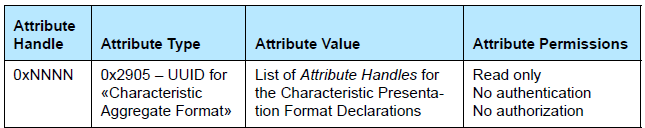 Attribute
Handle
Attribute Type
Attribute Value
Attribute Permissions
0xNNNN
0x2905 – UUID for
«Characteristic
Aggregate Format»
List of Attribute Handles for
the Characteristic Presenta-
tion Format Declarations
Read only
No authentication
No authorization